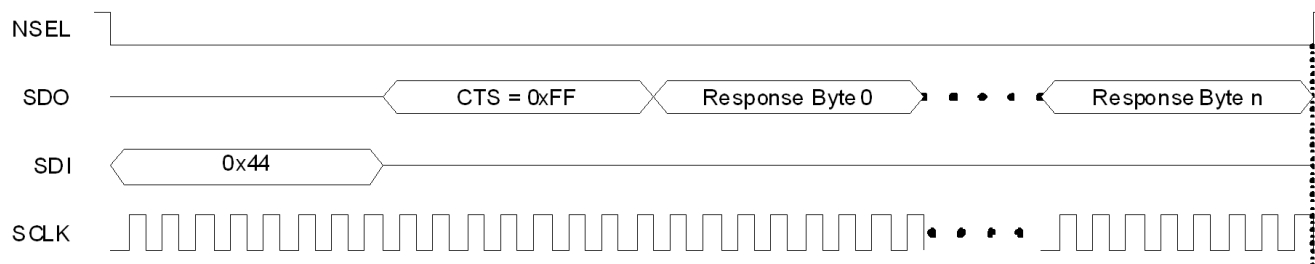 NSEL
SDO CTS = 0xFF Response Byte 0 Response Byte n
SDI 0x44
SCLK